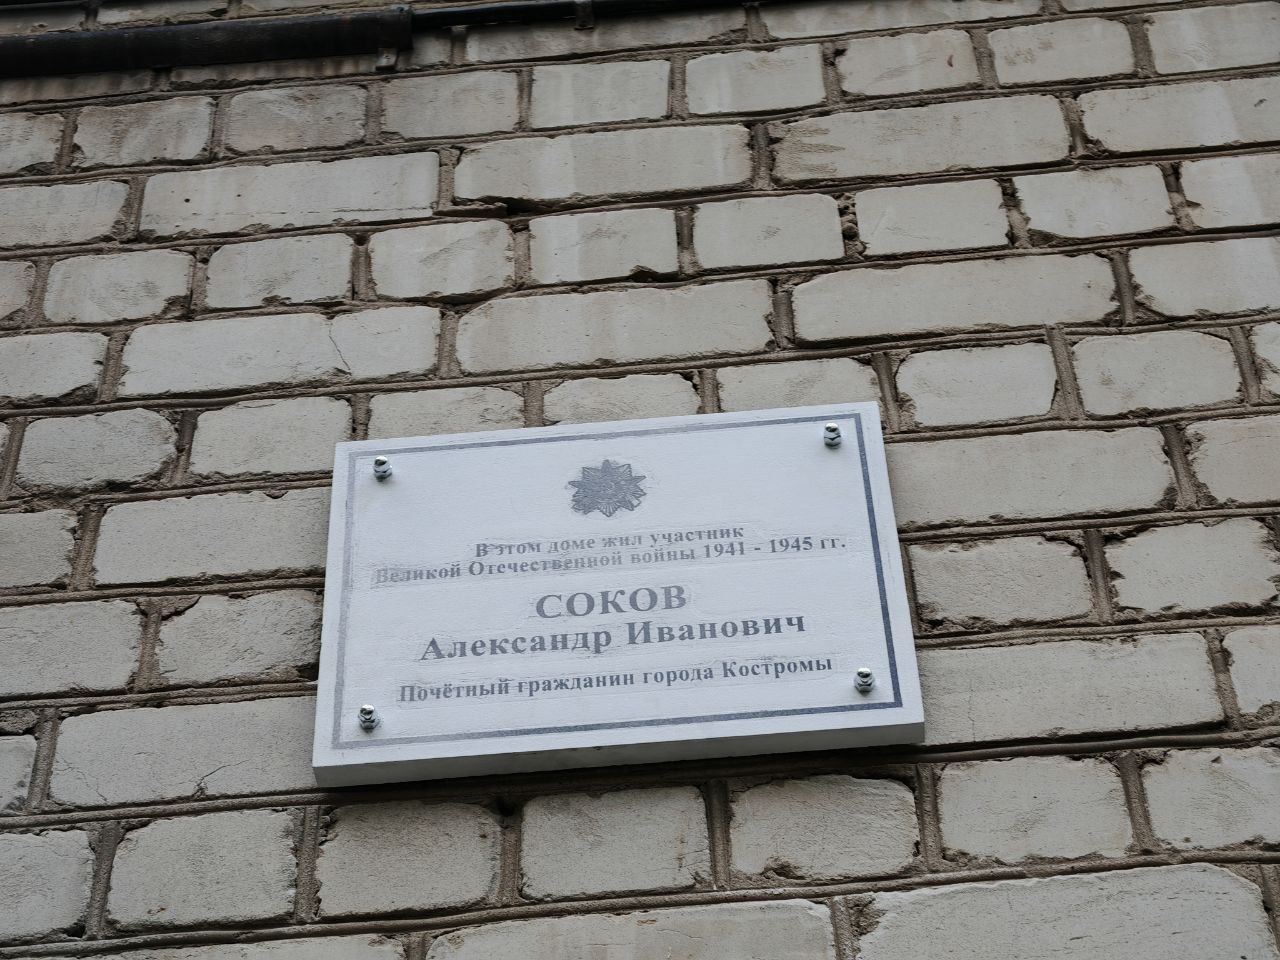 В этом доме жил участник
Великой Отечественной войны 1941 - 1945 гг.
СОКОВ
Александр Иванович
Почётный гражданин города Костромы